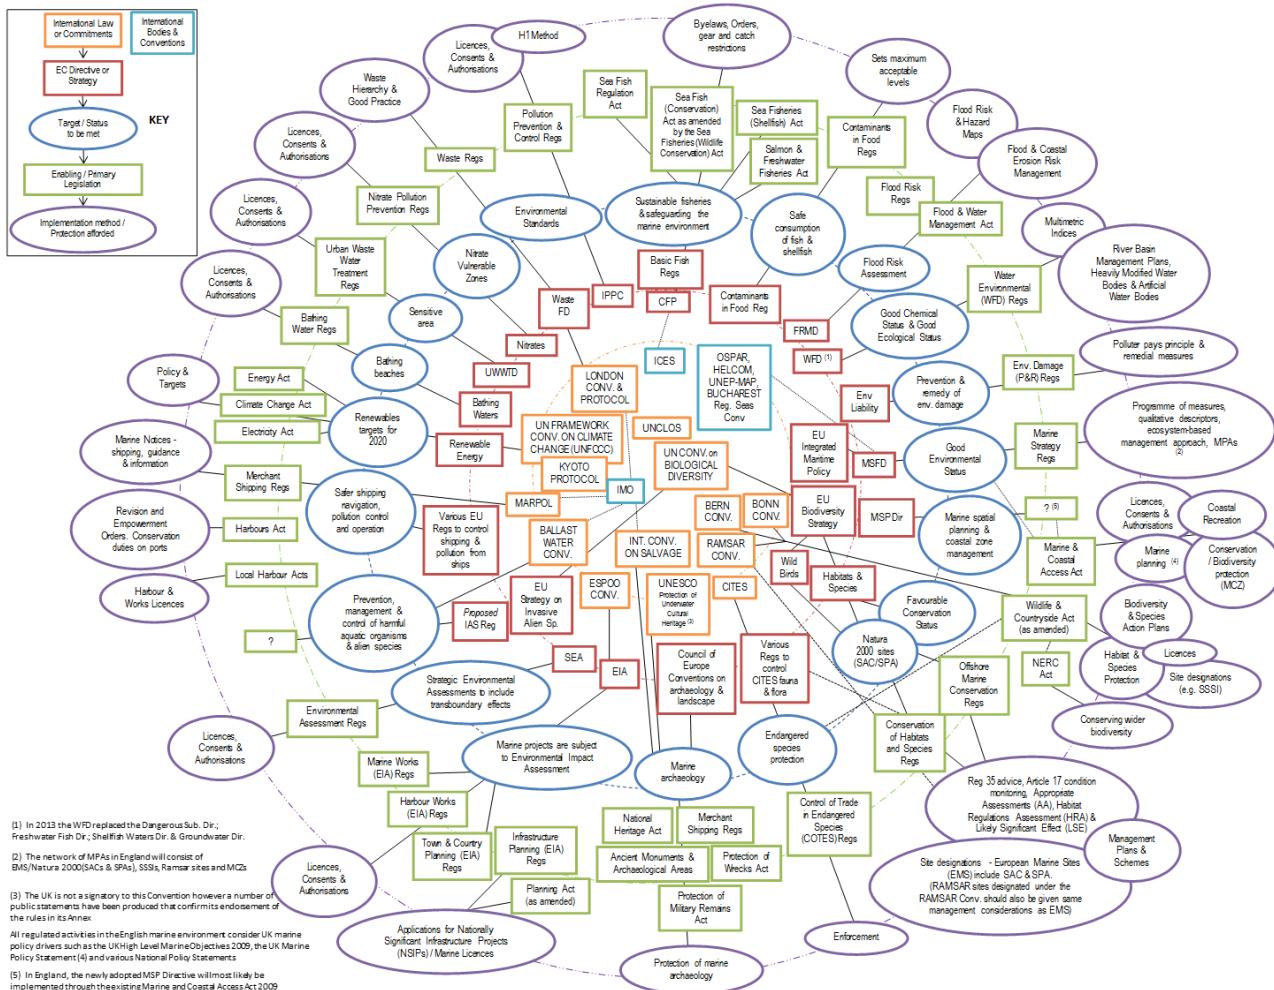 International Law
or Commitments
International
Bodies &
Conventions
EC Directive or
Strategy
Target / Status
to be met
KEY
Enabling / Primary
Legislation
Implementation method /
Protection afforded
Licences,
Consents &
Authorisations
H1 Method
Byelaws, Orders,
gear and catch
restrictions
Sets maximum
acceptable
levels
Waste
Hierarchy &
Good Practice
Flood Risk
& Hazard
Maps
Licences,
Consents &
Authorisations
Flood & Coastal
Erosion Risk
Management
Licences,
Consents &
Authorisations
Multimetric
Indices
River Basin
Management Plans,
Heavily Modified Water
Bodies & Artificial
Water Bodies
Licences,
Consents &
Authorisations
Polluter pays principle &
remedial measures
Policy &
Targets
Programme of measures,
qualitative descriptors,
ecosystem-based
management approach, MPAs
(2)
Marine Notices -
shipping, guidance
& information
Revision and
Empowerment
Orders. Conservation
duties on ports
Harbour &
Works Licences
Licences,
Consents &
Authorisations
Coastal
Recreation
Marine
planning (4)
Conservation
/ Biodiversity
protection
(MCZ)
Biodiversity
& Species
Action Plans
Habitat &
Species
Protection
Licences
Site designations
(e.g. SSSI)
Conserving wider
biodiversity
Sea Fish
Regulation
Act
Sea Fish
(Conservation)
Act as amended
by the Sea
Fisheries (Wildlife
Conservation) Act
Sea Fisheries
(Shellfish) Act
Salmon &
Freshwater
Fisheries Act
Contaminants
in Food
Regs
Pollution
Prevention &
Control Regs
Waste Regs
Nitrate Pollution
Prevention Regs
Urban Waste
Water
Treatment
Regs
Bathing
Water Regs
Energy Act
Climate Change Act
Electricity Act
Merchant
Shipping Regs
Harbours Act
Local Harbour Acts
?
Flood Risk
Regs
Flood & Water
Management Act
Water
Environmental
(WFD) Regs
Env. Damage
(P&R) Regs
Marine
Strategy Regs
? (5)
Marine &
Coastal
Access Act
Wildlife &
Countryside Act
(as amended)
NERC
Act
Offshore
Marine
Conservation
Regs
Conservation
of Habitats
and Species
Regs
Environmental
Standards
Sustainable fisheries
& safeguarding the
marine environment
Safe
consumption
of fish &
shellfish
Flood Risk
Assessment
Good Chemical
Status & Good
Ecological Status
Prevention &
remedy of
env. damage
Good
Environmental
Status
Marine spatial
planning &
coastal zone
management
Favourable
Conservation
Status
Natura
2000 sites
(SAC/SPA)
Nitrate
Vulnerable
Zones
Sensitive
area
Bathing
beaches
Renewables
targets for
2020
Safer shipping
navigation,
pollution control
and operation
Prevention,
management &
control of harmful
aquatic organisms
& alien species
Basic Fish
Regs
CFP
IPPC
Waste
FD
Nitrates
UWWTD
Bathing
Waters
Renewable
Energy
Contaminants
in Food Reg
FRMD
WFD (1)
Env
Liability
EU
Integrated
Maritime
Policy
MSFD
EU
Biodiversity
Strategy
MSP Dir
Wild
Birds
Habitats &
Species
Various EU
Regs to control
shipping &
pollution from
ships
Proposed
IAS Reg
EU
Strategy on
Invasive
Alien Sp.
SEA
EIA
Council of
Europe
Conventions on
archaeology &
landscape
Various
Regs to
control
CITES fauna
& flora
ICES
OSPAR,
HELCOM,
UNEP-MAP,
BUCHAREST
Reg. Seas
Conv
IMO
LONDON
CONV. &
PROTOCOL
UN FRAMEWORK
CONV. ON CLIMATE
CHANGE (UNFCCC)
KYOTO
PROTOCOL
UNCLOS
UN CONV. on
BIOLOGICAL
DIVERSITY
MARPOL
BALLAST
WATER
CONV.
INT. CONV.
ON SALVAGE
BERN
CONV.
BONN
CONV.
RAMSAR
CONV.
ESPOO
CONV.
UNESCO
Protection of
Underwater
Cultural
Heritage (3)
CITES
Strategic Environmental
Assessments to include
transboundary effects
Marine projects are subject
to Environmental Impact
Assessment
Marine
archaeology
Endangered
species
protection
Environmental
Assessment Regs
Licences,
Consents &
Authorisations
Marine Works
(EIA) Regs
Harbour Works
(EIA) Regs
Town & Country
Planning (EIA)
Regs
Infrastructure
Planning (EIA)
Regs
Planning Act
(as amended)
National
Heritage Act
Merchant
Shipping Regs
Ancient Monuments &
Archaeological Areas
Protection of
Wrecks Act
Protection of
Military Remains
Act
Control of Trade
in Endangered
Species
(COTES) Regs
Reg 35 advice, Article 17 condition
monitoring, Appropriate
Assessments (AA), Habitat
Regulations Assessment (HRA) &
Likely Significant Effect (LSE)
Management
Plans &
Schemes
Site designations - European Marine Sites
(EMS) include SAC & SPA.
(RAMSAR sites designated under the
RAMSAR Conv. should also be given same
management considerations as EMS)
Enforcement
Protection of marine
archaeology
Applications for Nationally
Significant Infrastructure Projects
(NSIPs) / Marine Licences
Licences,
Consents &
Authorisations
(1) In 2013 the WFD replaced the Dangerous Sub. Dir.;
Freshwater Fish Dir.; Shellfish Waters Dir. & Groundwater Dir.
(2) The network of MPAs in England will consist of
EMS/Natura 2000(SACs & SPAs), SSSIs, Ramsar sites and MCZs
(3) The UK is not a signatory to this Convention however a number of
public statements have been produced that confirm its endorsement of
the rules in its Annex
All regulated activities in the English marine environment consider UK marine
policy drivers such as the UK High Level Marine Objectives 2009, the UK Marine
Policy Statement (4) and various National Policy Statements
(5) In England, the newly adopted MSP Directive will most likely be
implemented through the existing Marine and Coastal Access Act 2009